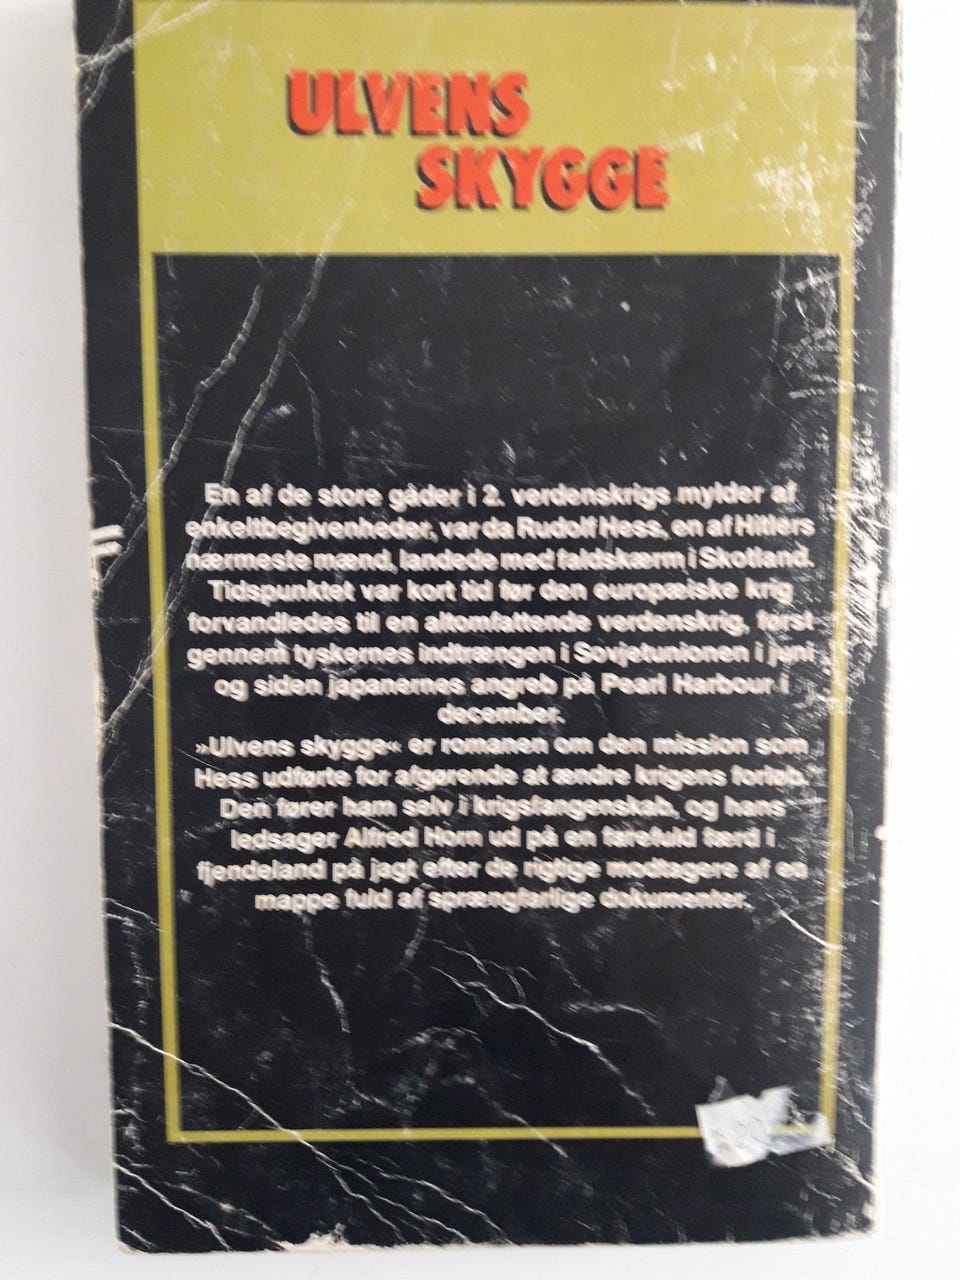 ULVENS
SKYGGE
En af de store gåder i 2. verdenskrigs mylder af
enkeltbegivenheder, var da Rudolf Hess, en af Hitlers
nærmeste mænd, landede med faldskærm i Skotland.
Tidspunktet var kort tid før den europæiske krig
forvandledes til en altomfattende verdenskrig, først
gennem tyskernes indtrængen i Sovjetunionen i juni
og siden japanernes angreb på Pearl Harbour i
december.
»Ulvens skygge« er romanen om den mission som
Hess udførte for afgørende at ændre krigens forløb.
Den fører ham selv i krigsfangenskab, og hans
ledsager Alfred Horn ud på en farefuld færd i
fjendeland på jagt efter de rigtige modtagere af en
mappe fuld af sprængfarlige dokumenter.